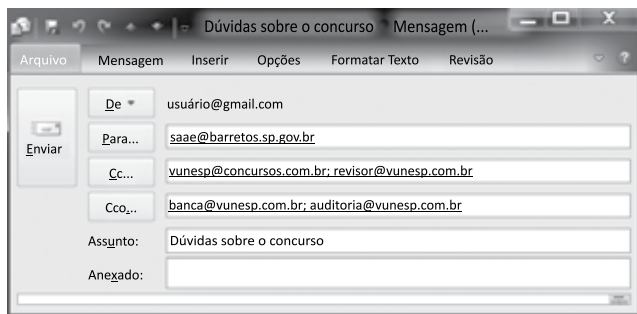 Dúvidas sobre o concurso Mensagem (...
Arquivo Mensagem Inserir Opções Formatar Texto Revisão
De usuário@gmail.com
Enviar
Para... saae@barretos.sp.gov.br
Cc... vunesp@concursos.com.br; revisor@vunesp.com.br
Cco... banca@vunesp.com.br; auditoria@vunesp.com.br
Assunto: Dúvidas sobre o concurso
Anexado: